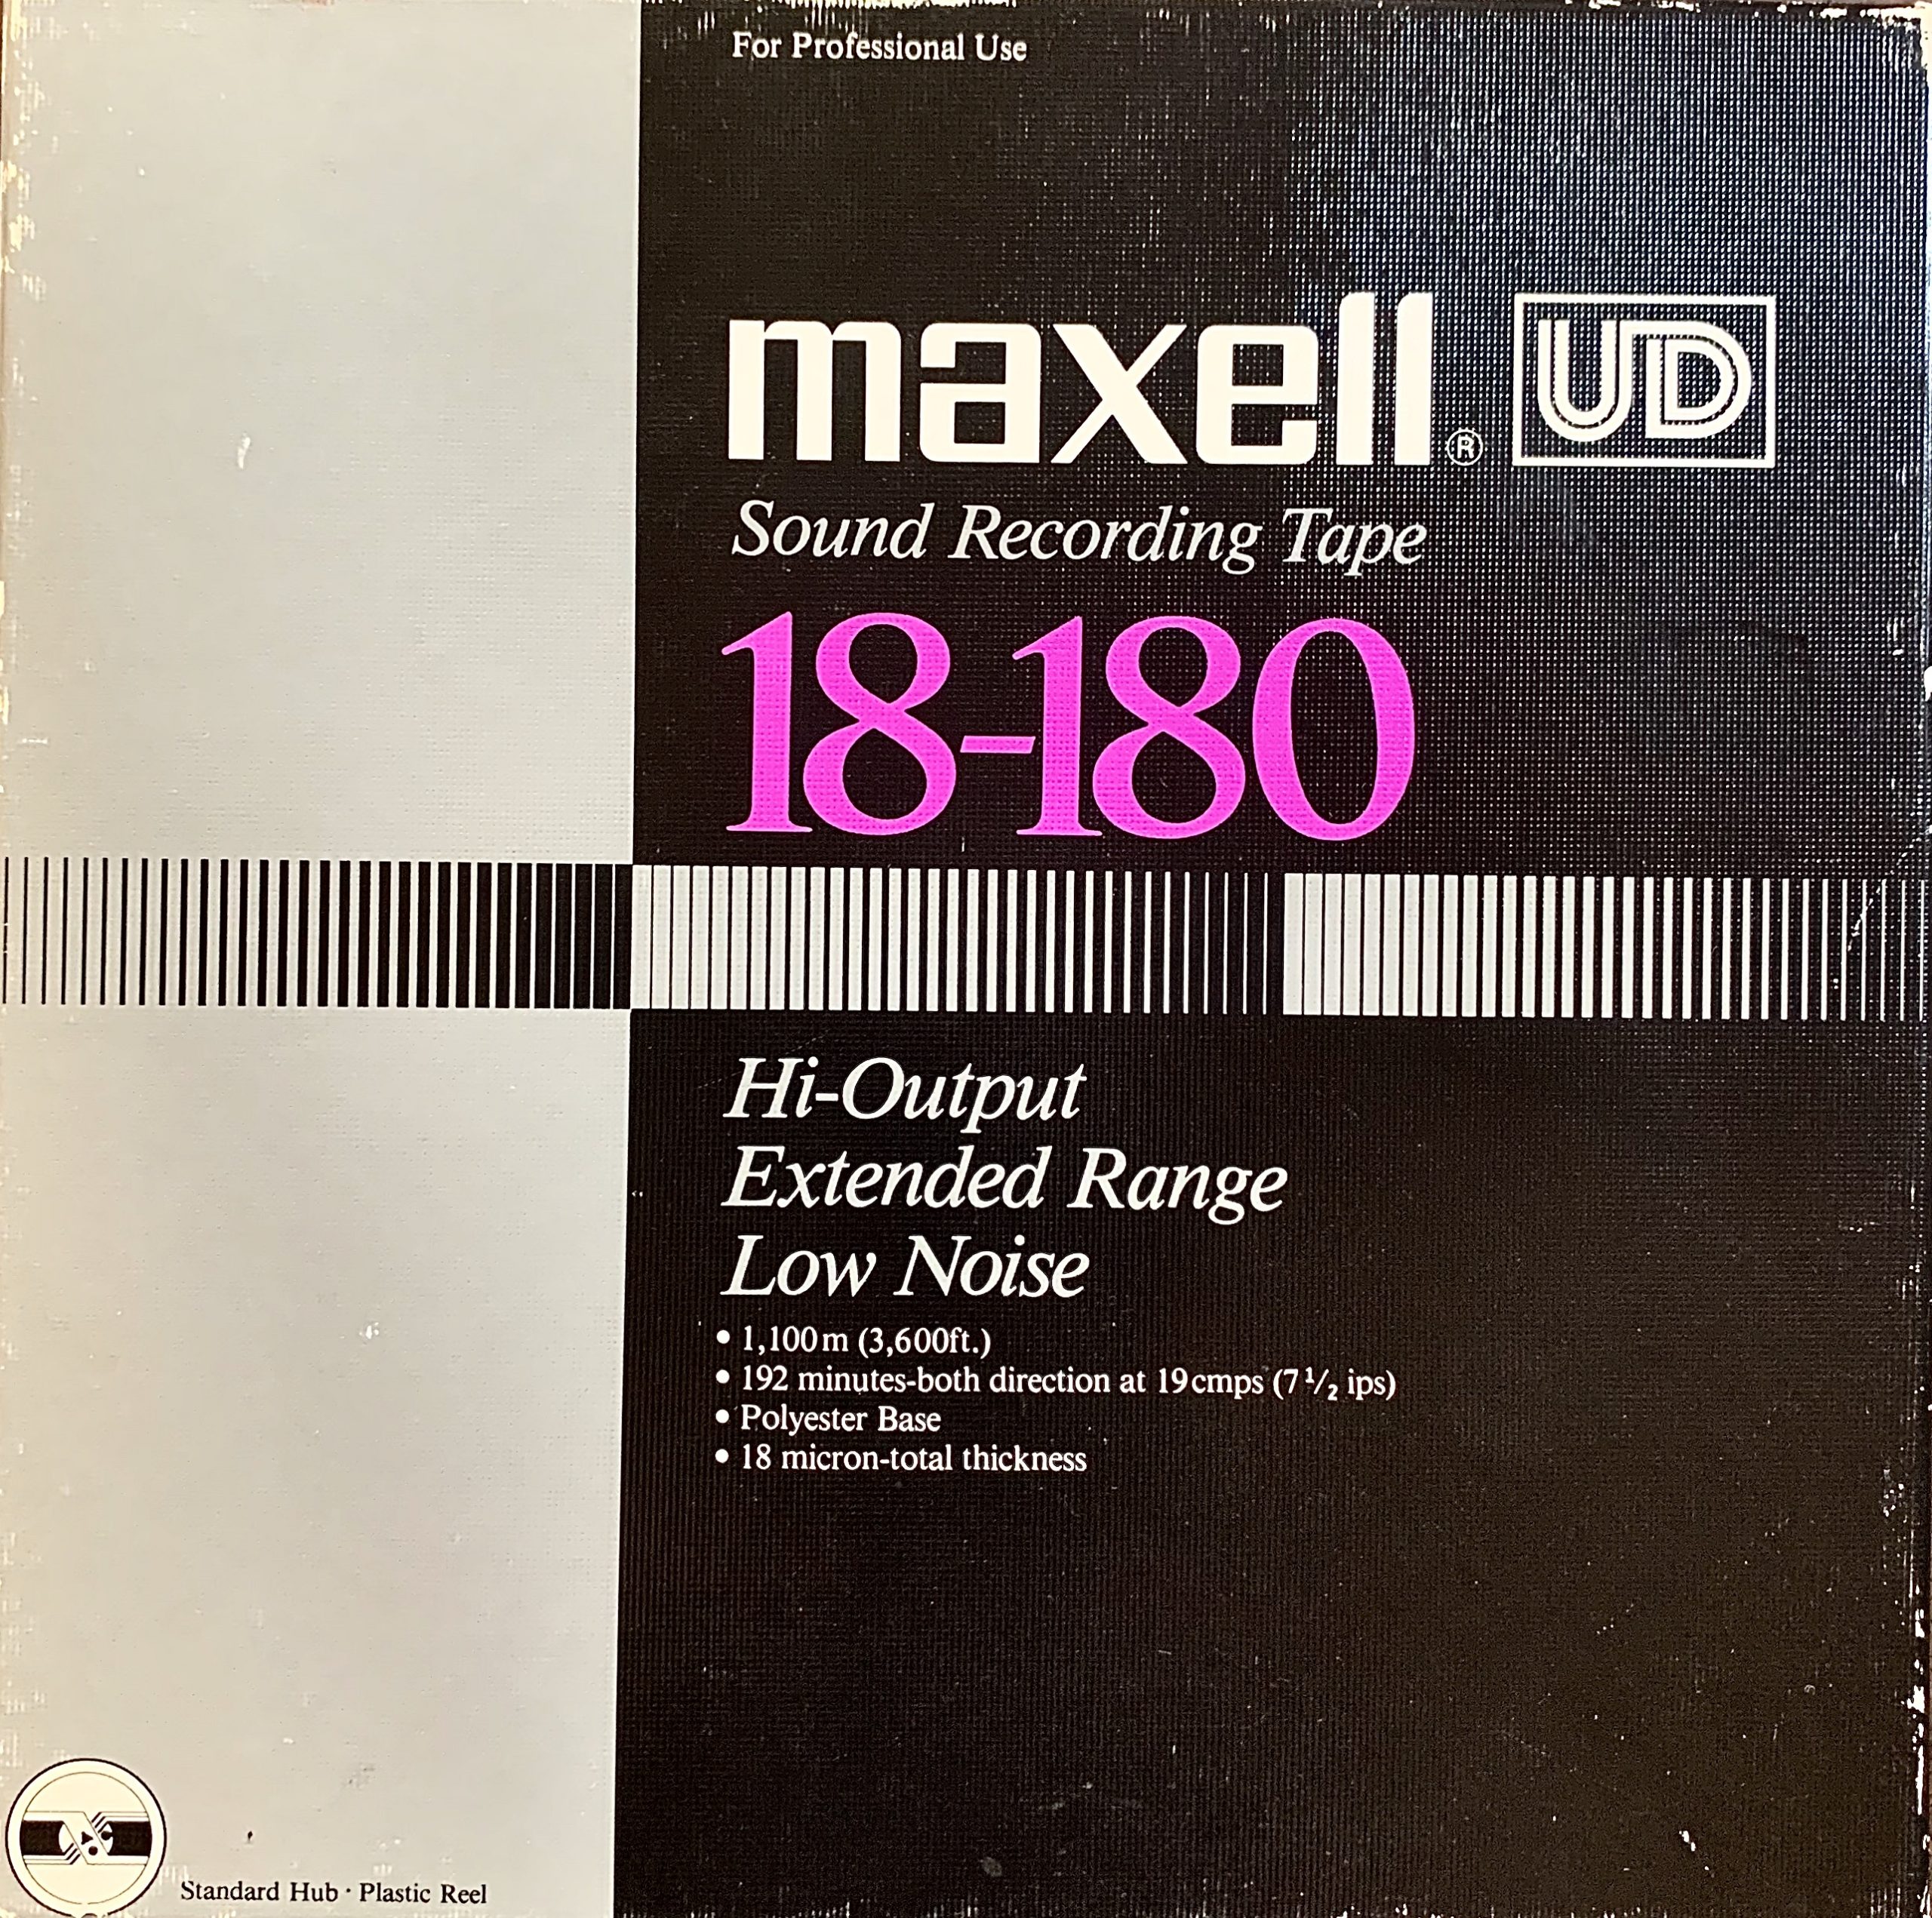 For Professional Use
maxell® UD
Sound Recording Tape
18-180
Hi-Output
Extended Range
Low Noise
• 1,100m (3,600ft.)
• 192 minutes-both direction at 19cmps (7 1/2 ips)
• Polyester Base
• 18 micron-total thickness
Standard Hub · Plastic Reel